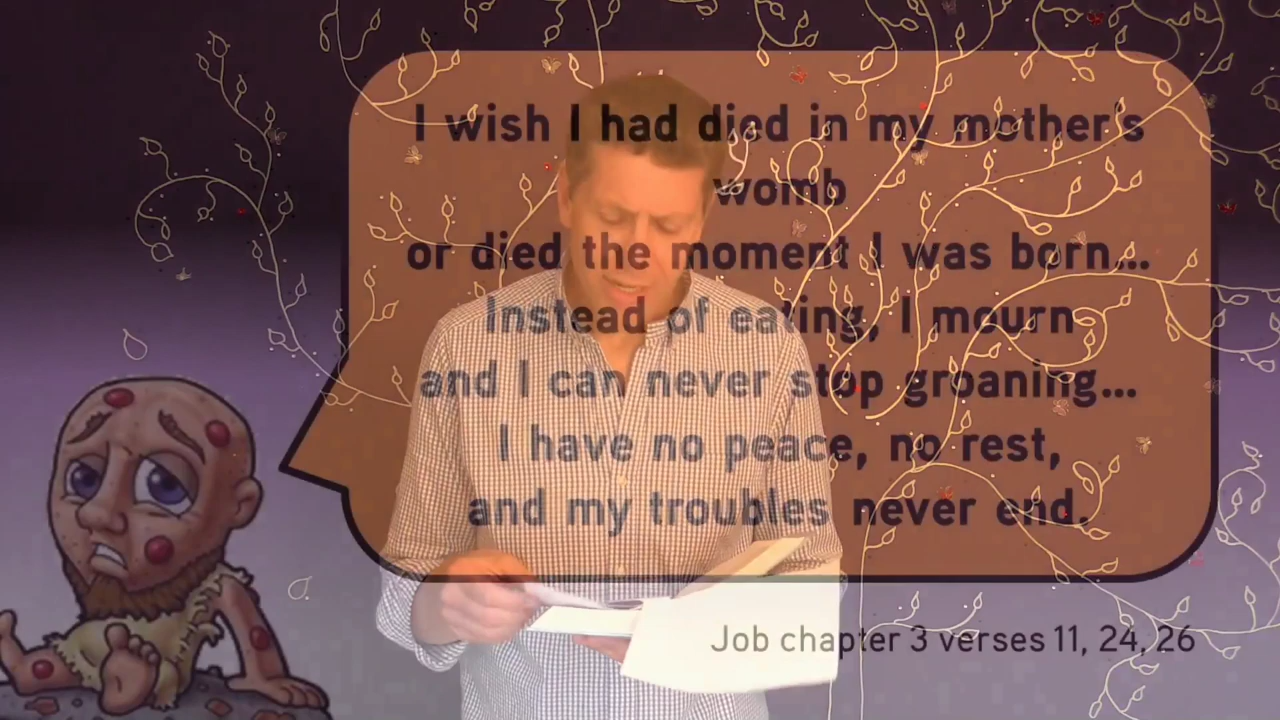 I wish I had died in my mother's
womb
or died the moment I was born...
Instead of eating, I mourn
and I can never stop groaning...
I have no peace, no rest,
and my troubles never end.
Job chapter 3 verses 11, 24, 26